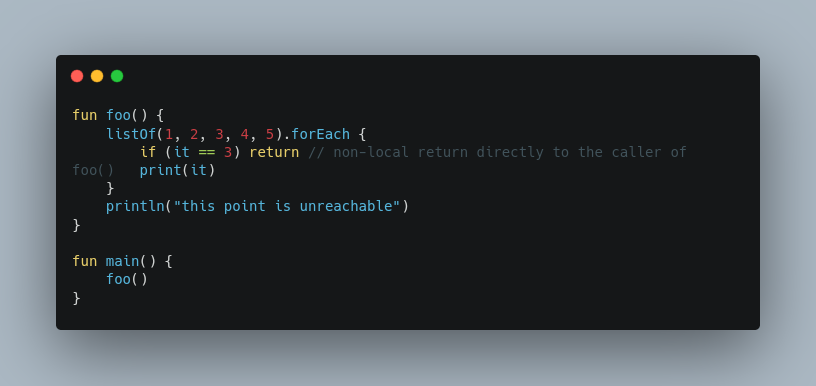 fun foo() {
    listOf(1, 2, 3, 4, 5).forEach {
        if (it == 3) return // non-local return directly to the caller of
foo()   print(it)
    }
    println("this point is unreachable")
}

fun main() {
    foo()
}